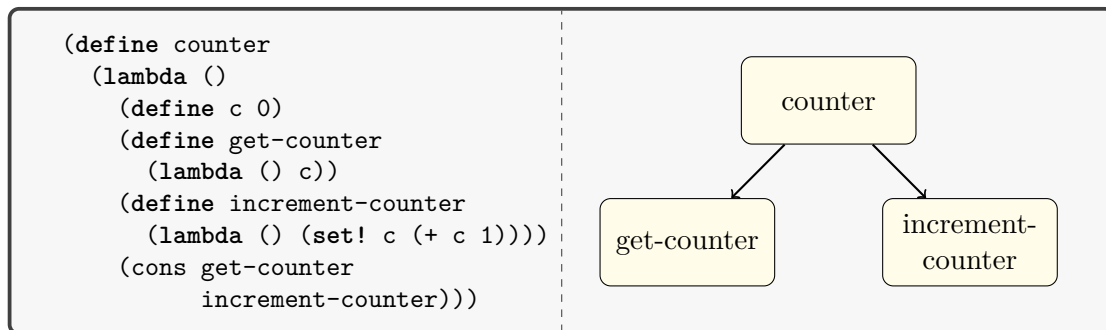 (define counter
(lambda ()
(define c 0)
(define get-counter
(lambda () c))
(define increment-counter
(lambda () (set! c (+ c 1))))
(cons get-counter
increment-counter)))
counter
get-counter
increment-
counter